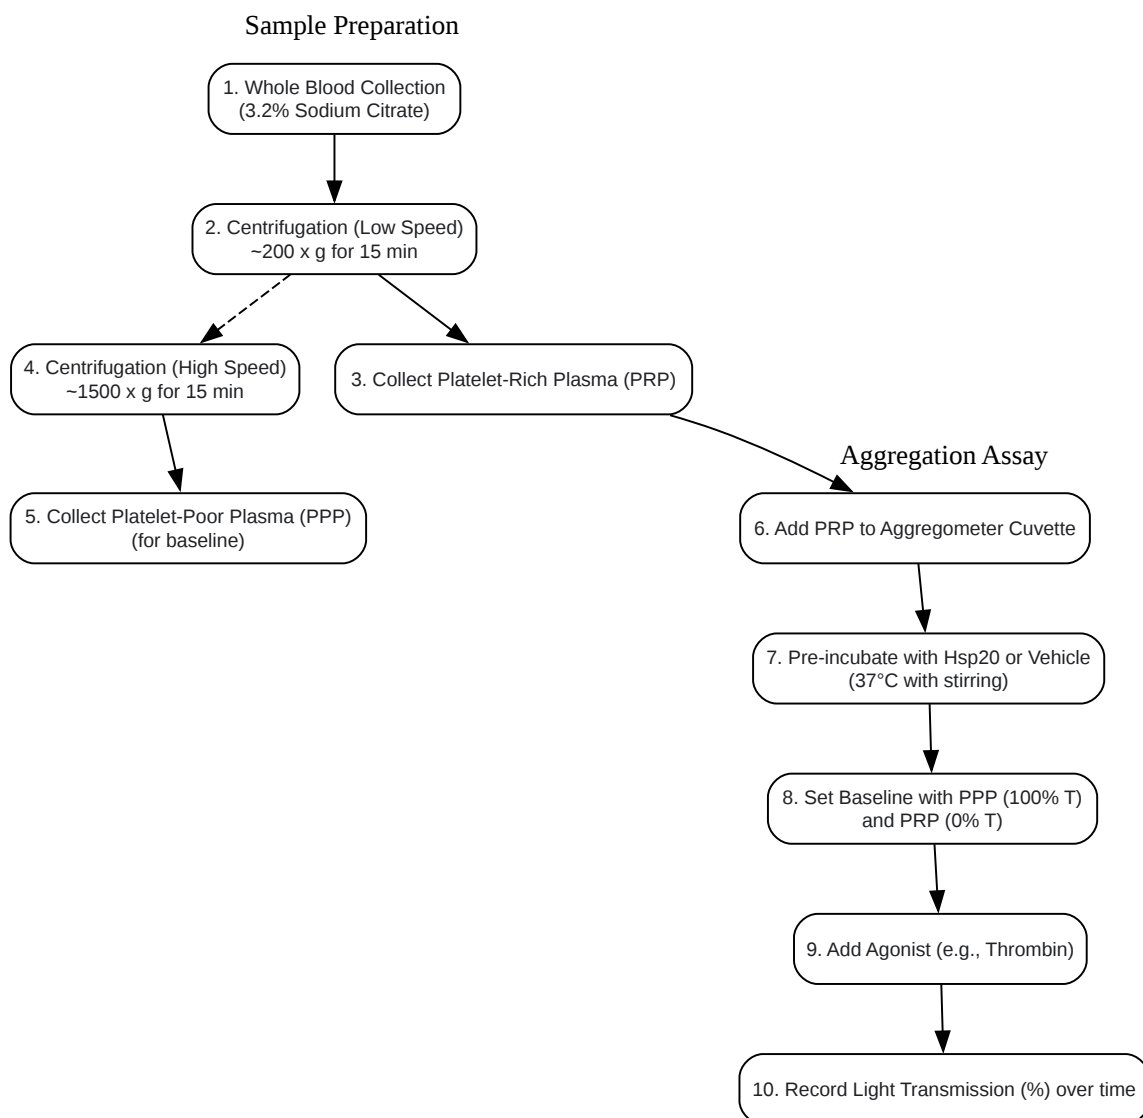 Sample Preparation
1. Whole Blood Collection
(3.2% Sodium Citrate)
2. Centrifugation (Low Speed)
~200 x g for 15 min
4. Centrifugation (High Speed)
~1500 x g for 15 min
3. Collect Platelet-Rich Plasma (PRP)
5. Collect Platelet-Poor Plasma (PPP)
(for baseline)
Aggregation Assay
6. Add PRP to Aggregometer Cuvette
7. Pre-incubate with Hsp20 or Vehicle
(37°C with stirring)
8. Set Baseline with PPP (100% T)
and PRP (0% T)
9. Add Agonist (e.g., Thrombin)
10. Record Light Transmission (%) over time